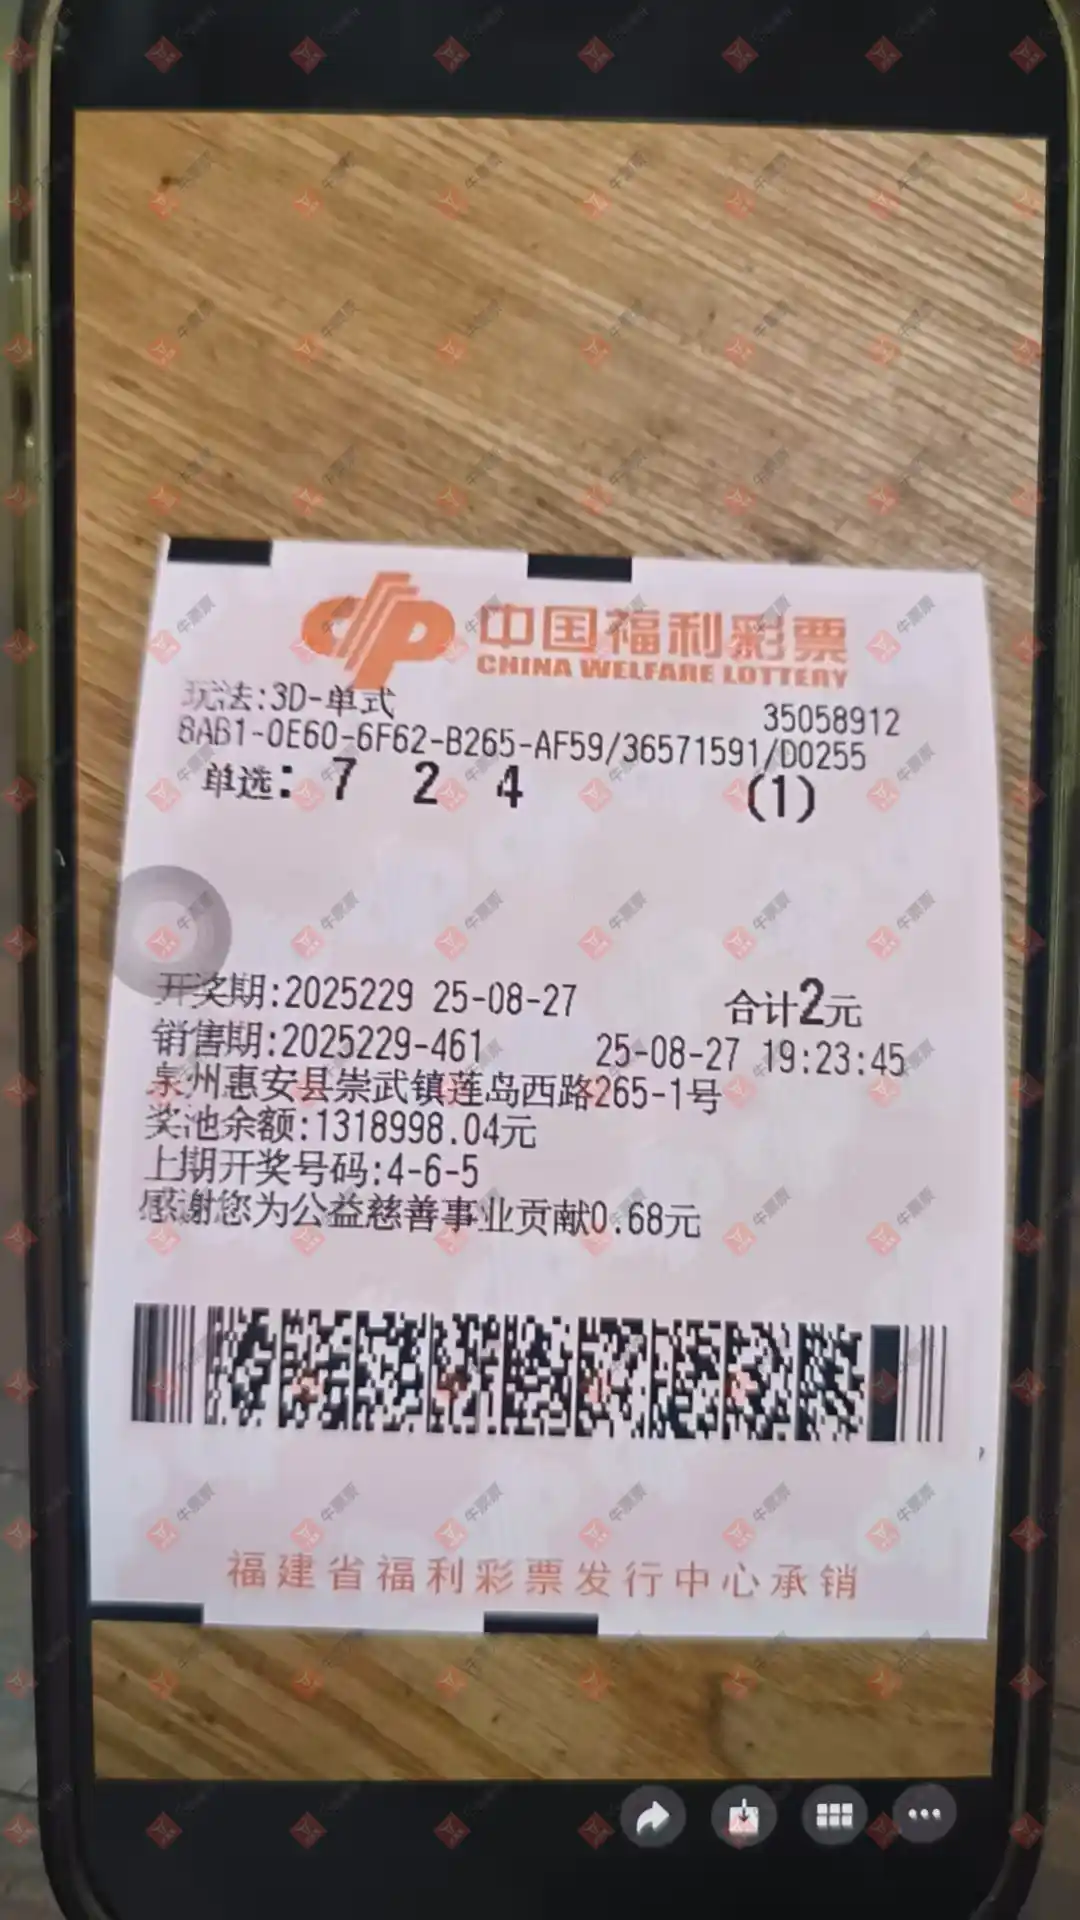 中国福利彩票
CHINA WELFARE LOTTERY
玩法:3D-单式
35058912
8AB1-0E60-6F62-B265-AF59/36571591/D0255
单选: 7 2 4 (1)
开奖期:2025229 25-08-27 合计2元
销售期:2025229-461 25-08-27 19:23:45
泉州惠安县崇武镇莲岛西路265-1号
奖池余额:1318998.04元
上期开奖号码:4-6-5
感谢您为公益慈善事业贡献0.68元
福建省福利彩票发行中心承销
牛票票